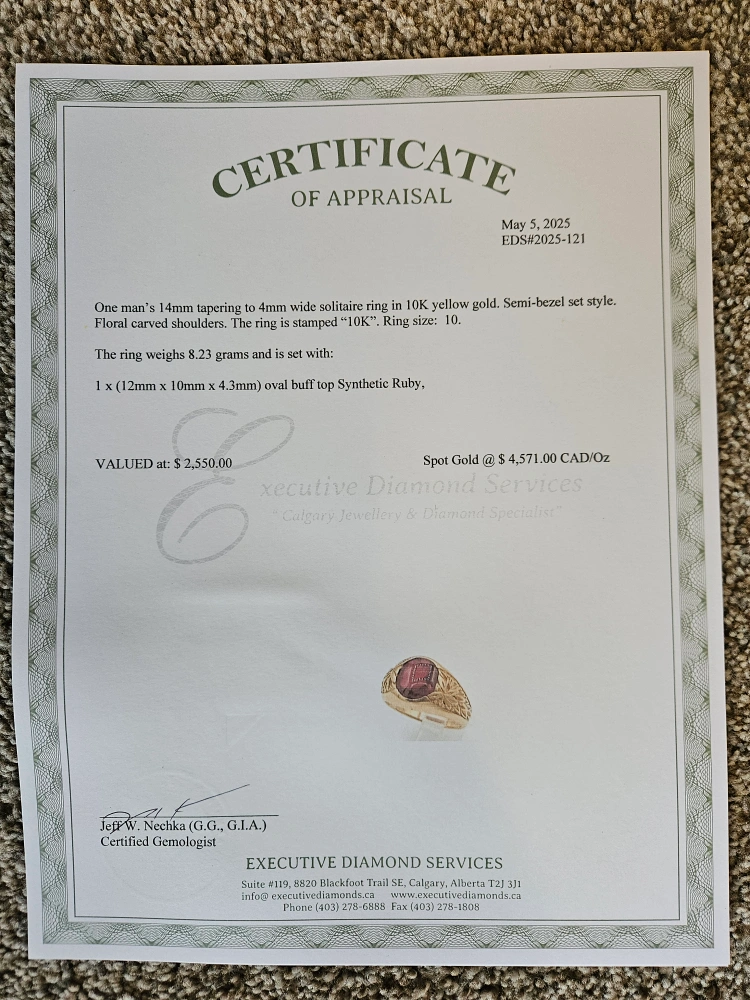 CERTIFICATE
OF APPRAISAL
May 5, 2025
EDS#2025-121
One man's 14mm tapering to 4mm wide solitaire ring in 10K yellow gold. Semi-bezel set style.
Floral carved shoulders. The ring is stamped “10K”. Ring size:  10.
The ring weighs 8.23 grams and is set with:
1 x (12mm x 10mm x 4.3mm) oval buff top Synthetic Ruby,
VALUED at: $ 2,550.00
Spot Gold @ $ 4,571.00 CAD/Oz
Executive Diamond Services
"Calgary Jewellery & Diamond Specialist"
Jeff W. Nechka (G.G., G.I.A.)
Certified Gemologist
EXECUTIVE DIAMOND SERVICES
Suite #119, 8820 Blackfoot Trail SE, Calgary, Alberta T2J 3J1
info@ executivediamonds.ca www.executivediamonds.ca
Phone (403) 278-6888 Fax (403) 278-1808